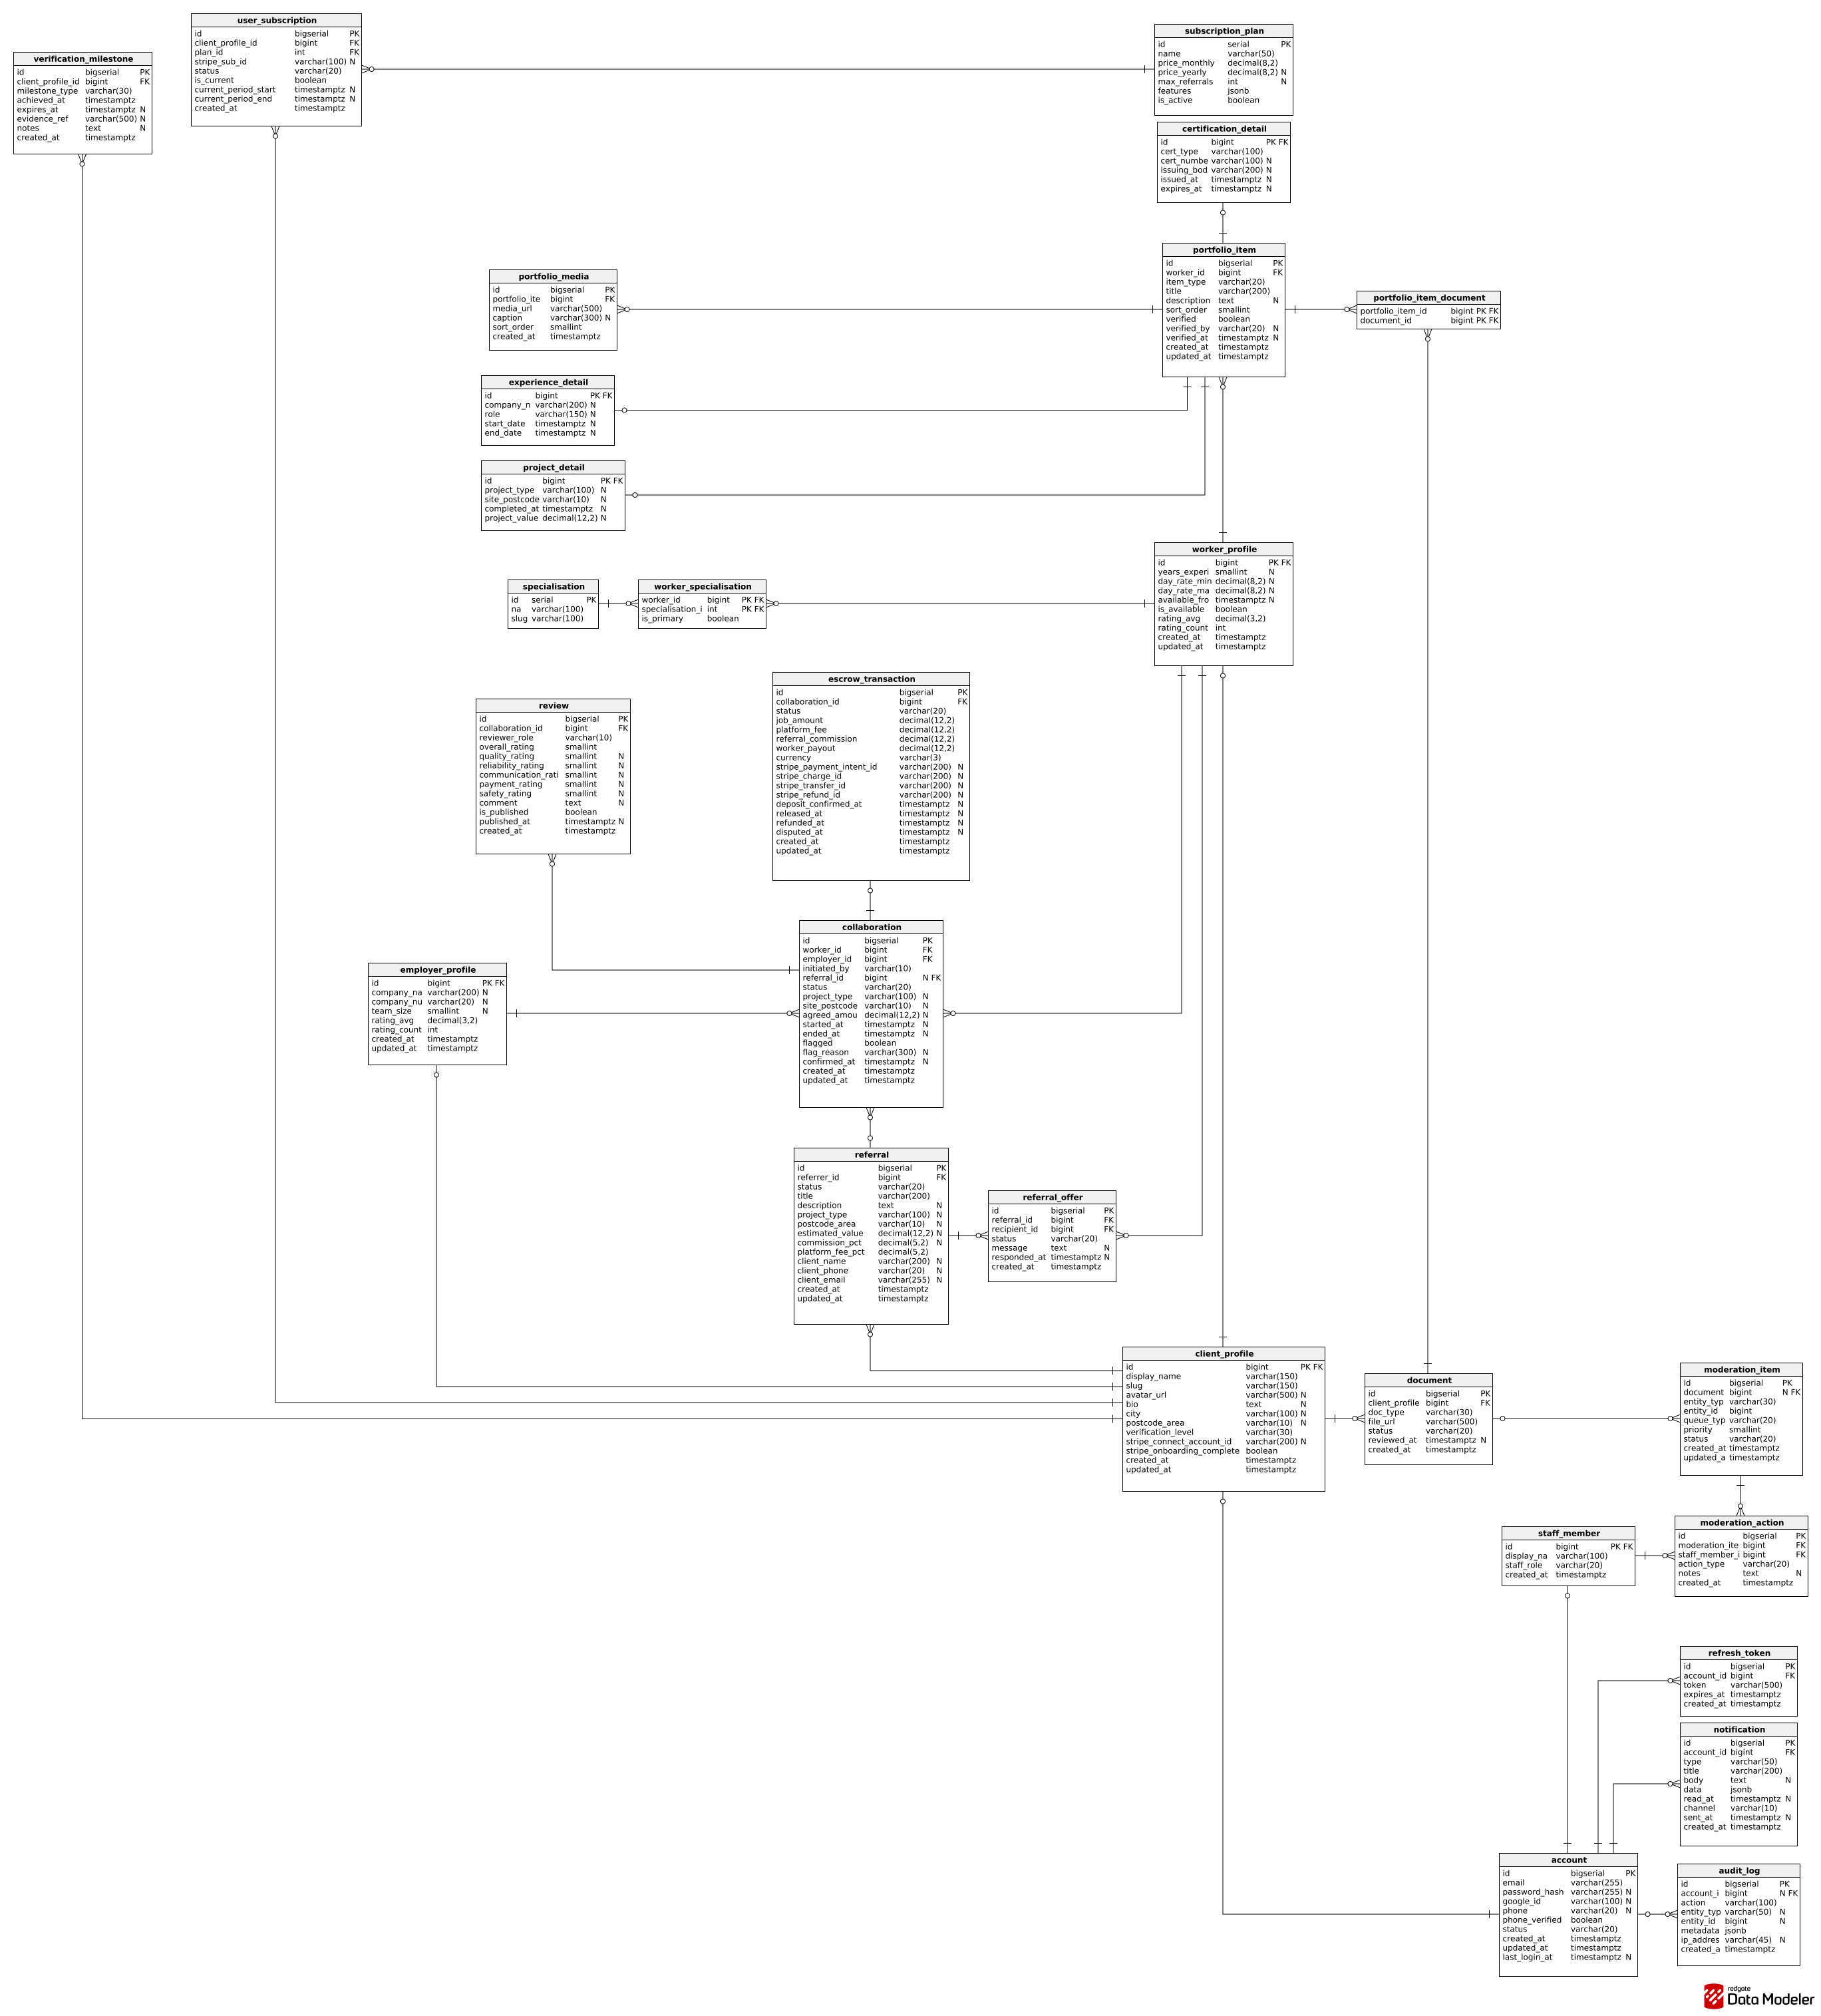 user_subscription
id bigserial PK
client_profile_id bigint FK
plan_id int FK
stripe_sub_id varchar(100) N
status varchar(20)
is_current boolean
current_period_start timestamptz N
current_period_end timestamptz N
created_at timestamptz
subscription_plan
id serial PK
name varchar(50)
price_monthly decimal(8,2)
price_yearly decimal(8,2) N
max_referrals int N
features jsonb
is_active boolean
verification_milestone
id bigserial PK
client_profile_id bigint FK
milestone_type varchar(30)
achieved_at timestamptz
expires_at timestamptz N
evidence_ref varchar(500) N
notes text N
created_at timestamptz
certification_detail
id bigint PK FK
cert_type varchar(100)
cert_numbe varchar(100) N
issuing_bod varchar(200) N
issued_at timestamptz N
expires_at timestamptz N
portfolio_item
id bigserial PK
worker_id bigint FK
item_type varchar(20)
title varchar(200)
description text N
sort_order smallint
verified boolean
verified_by varchar(20) N
verified_at timestamptz N
created_at timestamptz
updated_at timestamptz
portfolio_media
id bigserial PK
portfolio_ite bigint FK
media_url varchar(500)
caption varchar(300) N
sort_order smallint
created_at timestamptz
portfolio_item_document
portfolio_item_id bigint PK FK
document_id bigint PK FK
experience_detail
id bigint PK FK
company_n varchar(200) N
role varchar(150) N
start_date timestamptz N
end_date timestamptz N
project_detail
id bigint PK FK
project_type varchar(100) N
site_postcode varchar(10) N
completed_at timestamptz N
project_value decimal(12,2) N
worker_profile
id bigint PK FK
years_experi smallint N
day_rate_min decimal(8,2) N
day_rate_ma decimal(8,2) N
available_fro timestamptz N
is_available boolean
rating_avg decimal(3,2)
rating_count int
created_at timestamptz
updated_at timestamptz
specialisation
id serial PK
na varchar(100)
slug varchar(100)
worker_specialisation
worker_id bigint PK FK
specialisation_i int PK FK
is_primary boolean
escrow_transaction
id bigserial PK
collaboration_id bigint FK
status varchar(20)
job_amount decimal(12,2)
platform_fee decimal(12,2)
referral_commission decimal(12,2)
worker_payout decimal(12,2)
currency varchar(3)
stripe_payment_intent_id varchar(200) N
stripe_charge_id varchar(200) N
stripe_transfer_id varchar(200) N
stripe_refund_id varchar(200) N
deposit_confirmed_at timestamptz N
released_at timestamptz N
refunded_at timestamptz N
disputed_at timestamptz N
created_at timestamptz
updated_at timestamptz
review
id bigserial PK
collaboration_id bigint FK
reviewer_role varchar(10)
overall_rating smallint
quality_rating smallint N
reliability_rating smallint N
communication_rati smallint N
payment_rating smallint N
safety_rating smallint N
comment text N
is_published boolean
published_at timestamptz N
created_at timestamptz
collaboration
id bigserial PK
worker_id bigint FK
employer_id bigint FK
initiated_by varchar(10)
referral_id bigint N FK
status varchar(20)
project_type varchar(100) N
site_postcode varchar(10) N
agreed_amou decimal(12,2) N
started_at timestamptz N
ended_at timestamptz N
flagged boolean
flag_reason varchar(300) N
confirmed_at timestamptz N
created_at timestamptz
updated_at timestamptz
employer_profile
id bigint PK FK
company_na varchar(200) N
company_nu varchar(20) N
team_size smallint N
rating_avg decimal(3,2)
rating_count int
created_at timestamptz
updated_at timestamptz
referral
id bigserial PK
referrer_id bigint FK
status varchar(20)
title varchar(200)
description text N
project_type varchar(100) N
postcode_area varchar(10) N
estimated_value decimal(12,2) N
commission_pct decimal(5,2) N
platform_fee_pct decimal(5,2)
client_name varchar(200) N
client_phone varchar(20) N
client_email varchar(255) N
created_at timestamptz
updated_at timestamptz
referral_offer
id bigserial PK
referral_id bigint FK
recipient_id bigint FK
status varchar(20)
message text N
responded_at timestamptz N
created_at timestamptz
client_profile
id bigint PK FK
display_name varchar(150)
slug varchar(150)
avatar_url varchar(500) N
bio text N
city varchar(100) N
postcode_area varchar(10) N
verification_level varchar(30)
stripe_connect_account_id varchar(200) N
stripe_onboarding_complete boolean
created_at timestamptz
updated_at timestamptz
document
id bigserial PK
client_profile bigint FK
doc_type varchar(30)
file_url varchar(500)
status varchar(20)
reviewed_at timestamptz N
created_at timestamptz
moderation_item
id bigserial PK
document bigint N FK
entity_typ varchar(30)
entity_id bigint
queue_typ varchar(20)
priority smallint
status varchar(20)
created_at timestamptz
updated_a timestamptz
moderation_action
id bigserial PK
moderation_ite bigint FK
staff_member_i bigint FK
action_type varchar(20)
notes text N
created_at timestamptz
staff_member
id bigint PK FK
display_na varchar(100)
staff_role varchar(20)
created_at timestamptz
refresh_token
id bigserial PK
account_id bigint FK
token varchar(500)
expires_at timestamptz
created_at timestamptz
notification
id bigserial PK
account_id bigint FK
type varchar(50)
title varchar(200)
body text N
data jsonb
read_at timestamptz N
channel varchar(10)
sent_at timestamptz N
created_at timestamptz
account
id bigserial PK
email varchar(255)
password_hash varchar(255) N
google_id varchar(100) N
phone varchar(20) N
phone_verified boolean
status varchar(20)
created_at timestamptz
updated_at timestamptz
last_login_at timestamptz N
audit_log
id bigserial PK
account_i bigint N FK
action varchar(100)
entity_typ varchar(50) N
entity_id bigint N
metadata jsonb
ip_addres varchar(45) N
created_a timestamptz
redgate
Data Modeler